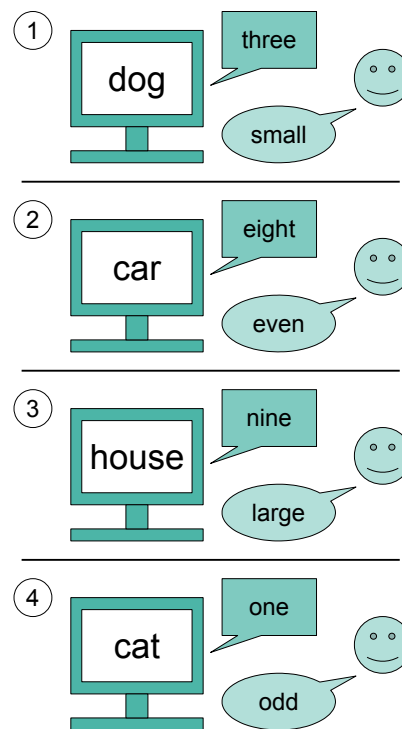 1
dog
three
small
2
car
eight
even
3
house
nine
large
4
cat
one
odd